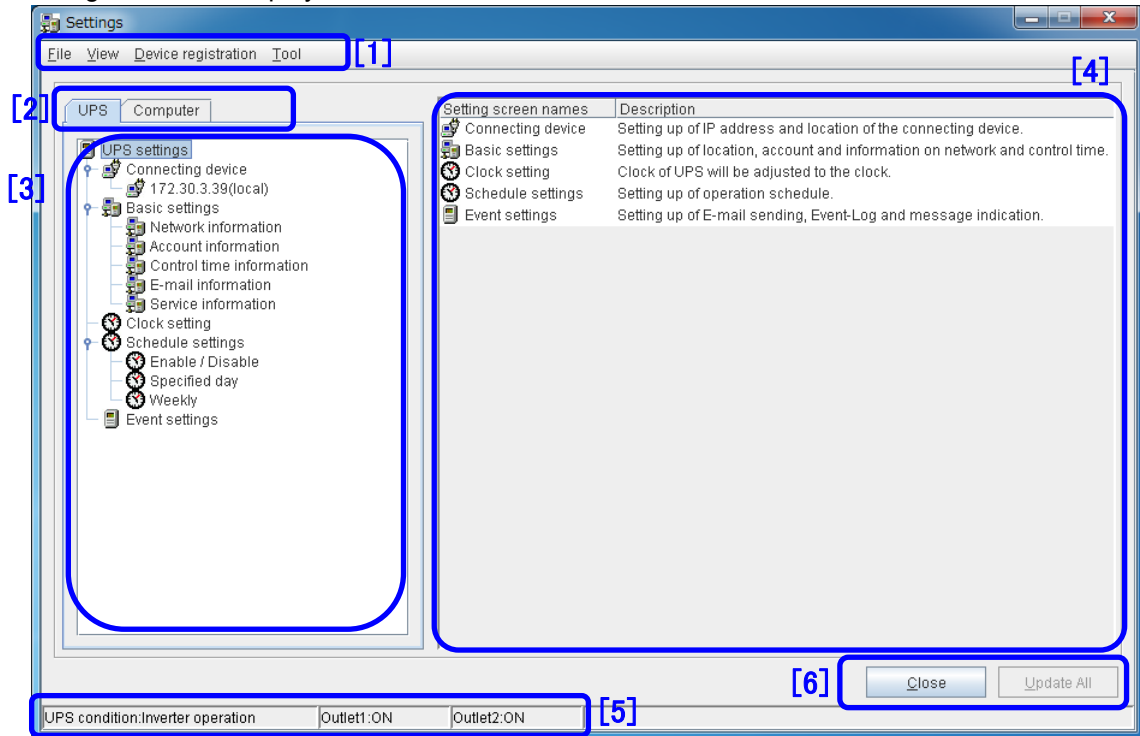 Settings
File View Device registration Tool [1]
[4]
[2] UPS Computer
[3]
UPS settings
Connecting device
172.30.3.39(local)
Basic settings
Network information
Account information
Control time information
E-mail information
Service information
Clock setting
Schedule settings
Enable / Disable
Specified day
Weekly
Event settings
Setting screen names Description
Connecting device Setting up of IP address and location of the connecting device.
Basic settings Setting up of location, account and information on network and control time.
Clock setting Clock of UPS will be adjusted to the clock.
Schedule settings Setting up of operation schedule.
Event settings Setting up of E-mail sending, Event-Log and message indication.
[6] Close Update All
UPS condition:Inverter operation Outlet1:ON Outlet2:ON [5]